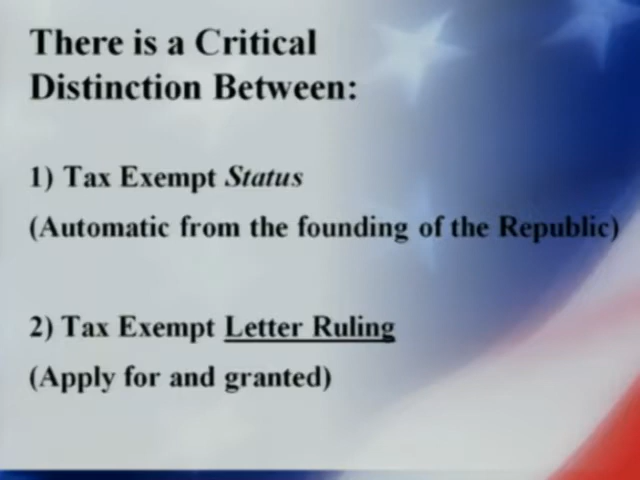 There is a Critical
Distinction Between:
1) Tax Exempt Status
(Automatic from the founding of the Republic)
2) Tax Exempt Letter Ruling
(Apply for and granted)